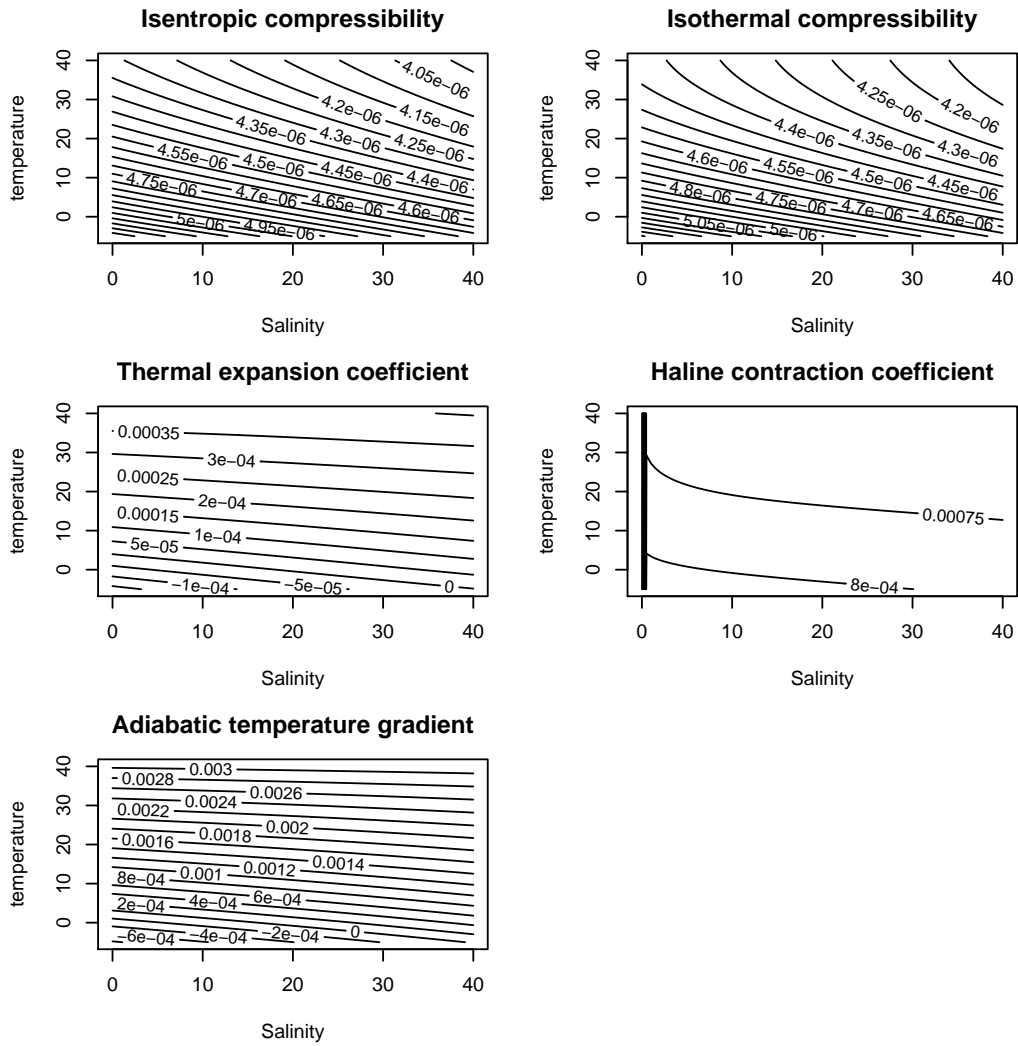 Isentropic compressibility
temperature
40
30
20
10
0
4.05e−06
4.2e−06
4.15e−06
4.35e−06
4.3e−06
4.25e−06
4.55e−06
4.5e−06
4.45e−06
4.4e−06
4.75e−06
4.7e−06
4.65e−06
4.6e−06
5e−06
4.95e−06
0 10 20 30 40
Salinity
Isothermal compressibility
temperature
40
30
20
10
0
4.25e−06
4.2e−06
4.4e−06
4.35e−06
4.3e−06
4.6e−06
4.55e−06
4.5e−06
4.45e−06
4.8e−06
4.75e−06
4.7e−06
4.65e−06
5.05e−06
5e−06
0 10 20 30 40
Salinity
Thermal expansion coefficient
temperature
40
30
20
10
0
0.00035
3e−04
0.00025
2e−04
0.00015
1e−04
5e−05
−1e−04
−5e−05
0
0 10 20 30 40
Salinity
Haline contraction coefficient
temperature
40
30
20
10
0
0.00075
8e−04
0 10 20 30 40
Salinity
Adiabatic temperature gradient
temperature
40
30
20
10
0
0.003
0.0028
0.0026
0.0024
0.0022
0.002
0.0018
0.0016
0.0014
0.0012
0.001
8e−04
6e−04
4e−04
2e−04
0
−2e−04
−4e−04
−6e−04
0 10 20 30 40
Salinity